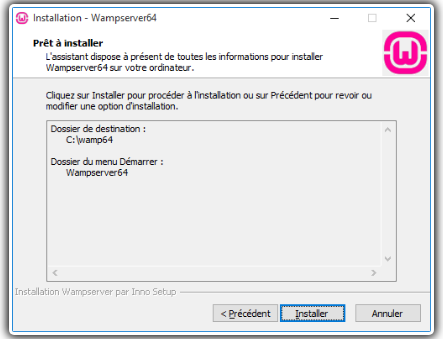 Installation - Wampserver64
Prêt à installer
L'assistant dispose à présent de toutes les informations pour installer
Wampserver64 sur votre ordinateur.
Cliquez sur Installer pour procéder à l'installation ou sur Précédent pour revoir ou
modifier une option d'installation.
Dossier de destination :
C:\wamp64
Dossier du menu Démarrer :
Wampserver64
Installation Wampserver par Inno Setup
< Précédent Installer Annuler